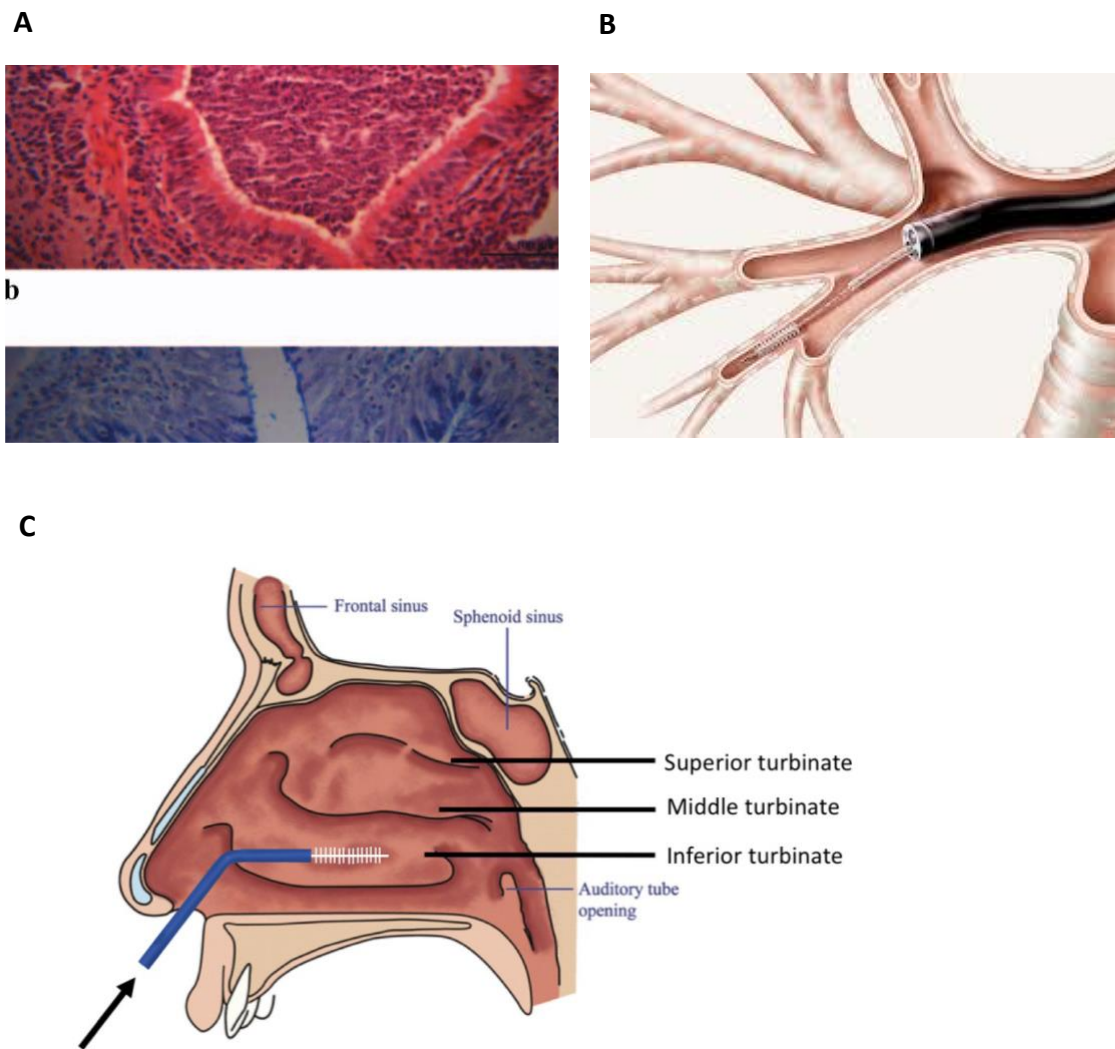 A
B
b
C
Frontal sinus
Sphenoid sinus
Superior turbinate
Middle turbinate
Inferior turbinate
Auditory tube
opening